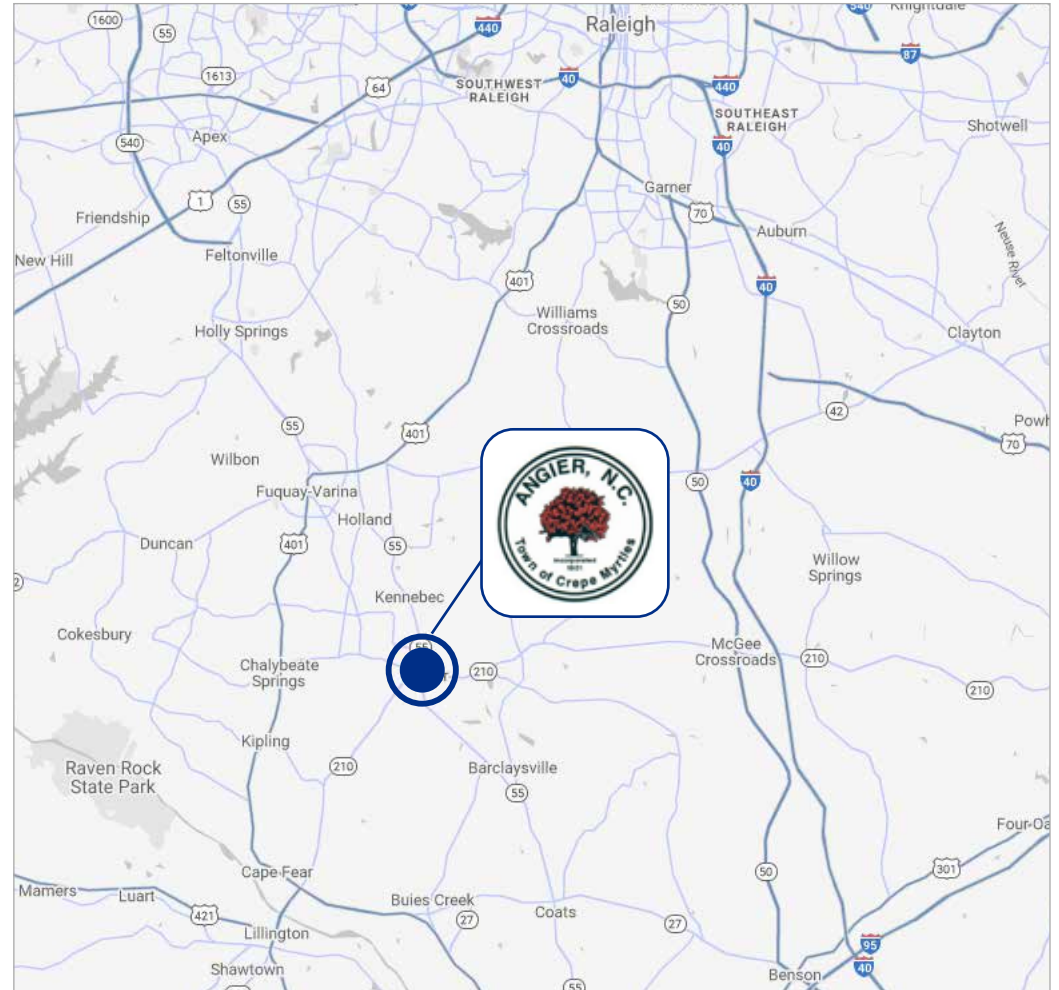 1600
55
440
Raleigh
540
Knightdale
87
1613
64
SOUTHWEST
RALEIGH
40
440
SOUTHEAST
RALEIGH
Shotwell
540
Apex
40
Garner
1
55
70
Friendship
Auburn
Neuse River
New Hill
Feltonville
401
40
50
Williams
Crossroads
Holly Springs
Clayton
42
55
401
70
Wilbon
ANGIER, N.C.
Incorporated
1901
Town of Crepe Myrtles
Fuquay-Varina
50
40
Holland
401
55
Duncan
Willow
Springs
Kennebec
Cokesbury
55
McGee
Crossroads
210
Chalybeate
Springs
210
210
Kipling
210
Raven Rock
State Park
Barclaysville
55
Cape Fear
50
301
Mamers
Luart
421
Buies Creek
27
Coats
27
Lillington
95
Shawtown
40
Benson
55